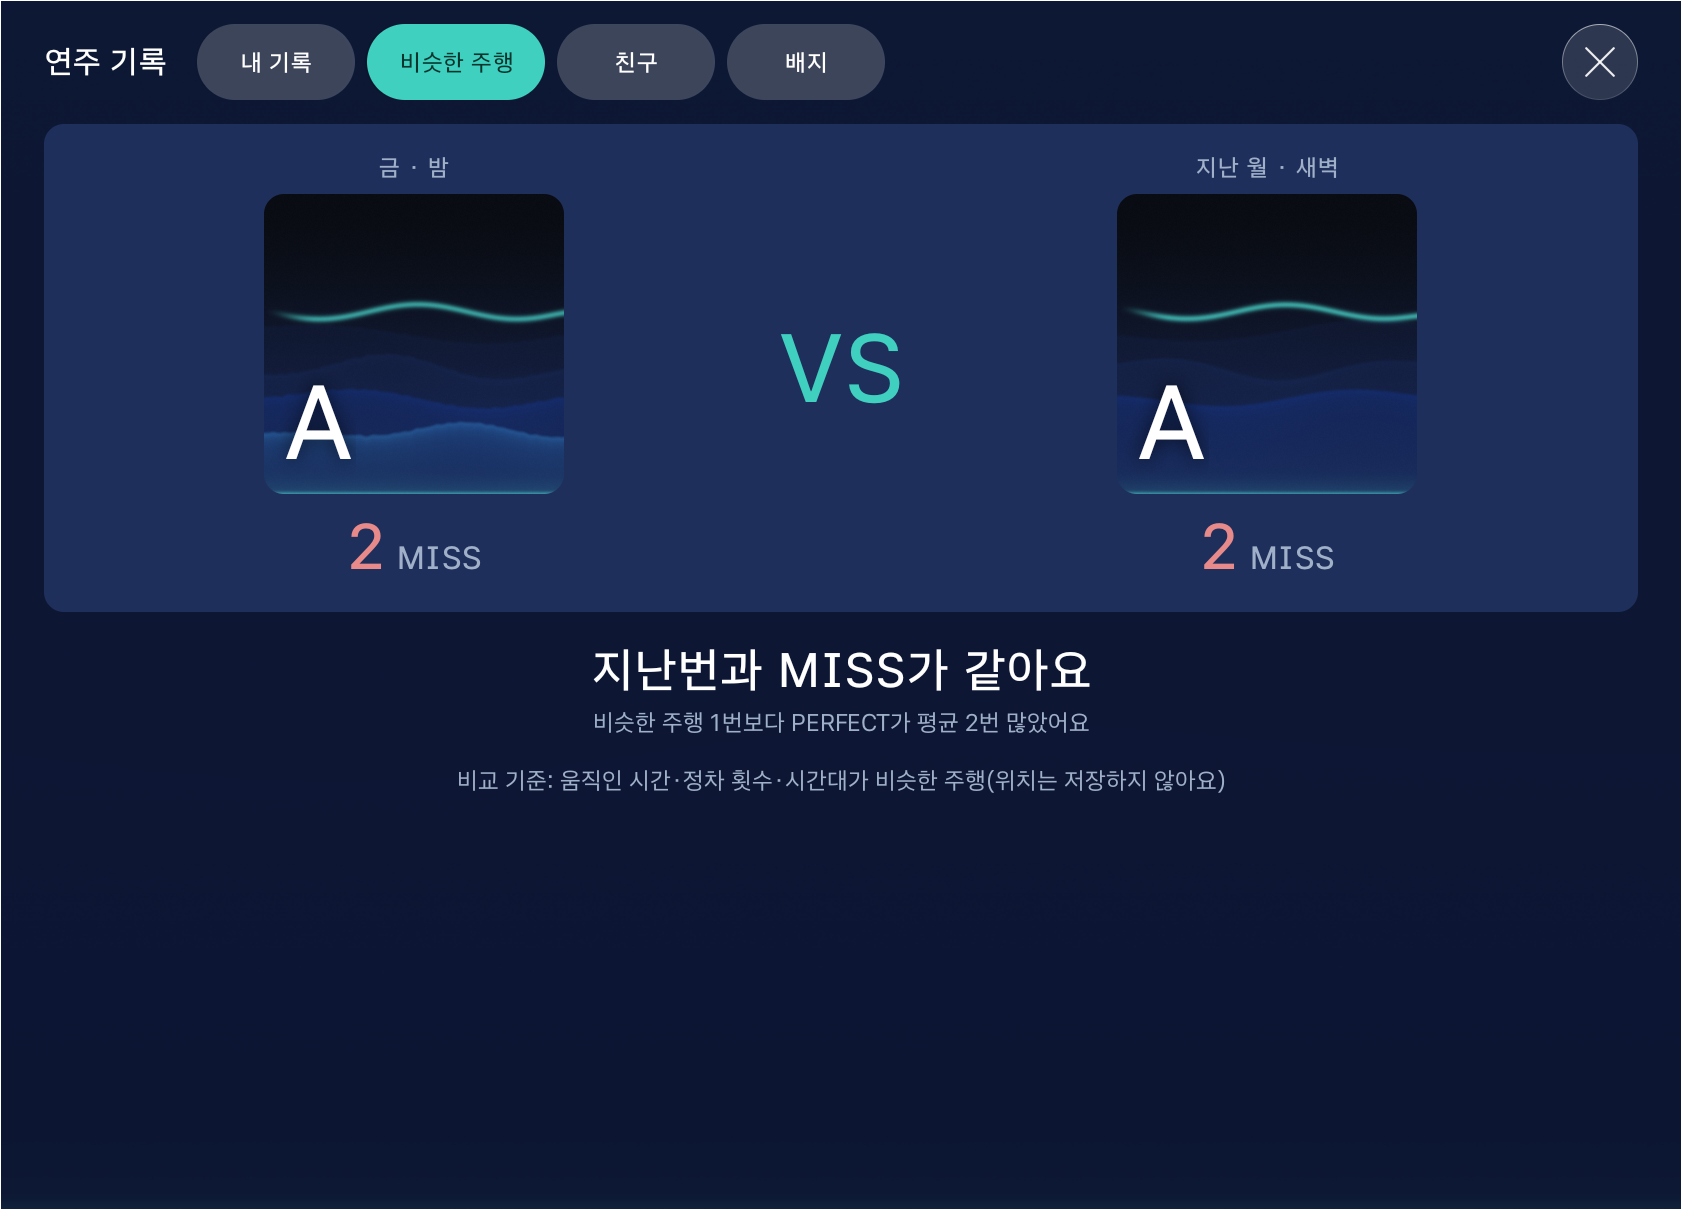 연주 기록
내 기록
비슷한 주행
친구
배지
금 · 밤
지난 월 · 새벽
A
VS
A
2 MISS
2 MISS
지난번과 MISS가 같아요
비슷한 주행 1번보다 PERFECT가 평균 2번 많았어요
비교 기준: 움직인 시간·정차 횟수·시간대가 비슷한 주행(위치는 저장하지 않아요)